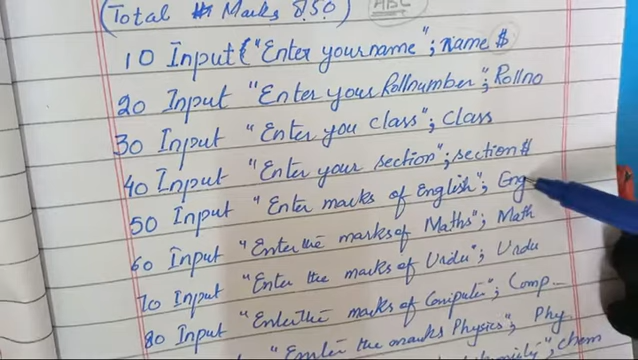 (Total Marks 850)
ABC
10 Input "Enter your name"; Name $
20 Input "Enter your Rollnumber"; Rollno
30 Input "Enter you class"; Class
40 Input "Enter your section"; section$
50 Input "Enter marks of English"; Eng
60 Input "Enter the marks of Maths"; Math
70 Input "Enter the marks of Urdu"; Urdu
80 Input "Enter the marks of Computer"; Comp
"Enter the marks Physics"; Phy
; chem